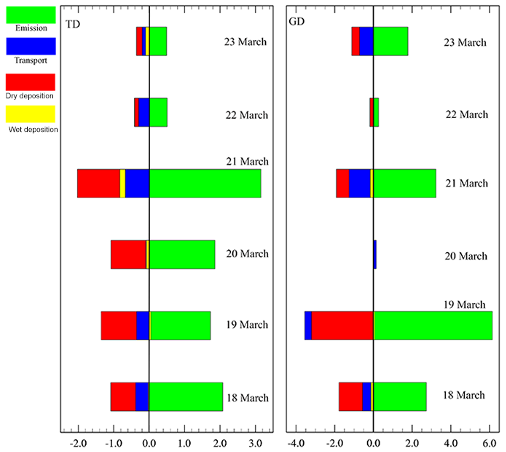 Emission
Transport
Dry deposition
Wet deposition
TD
23 March
22 March
21 March
20 March
19 March
18 March
-2.0 -1.0 0.0 1.0 2.0 3.0
GD
23 March
22 March
21 March
20 March
19 March
18 March
-4.0 -2.0 0.0 2.0 4.0 6.0